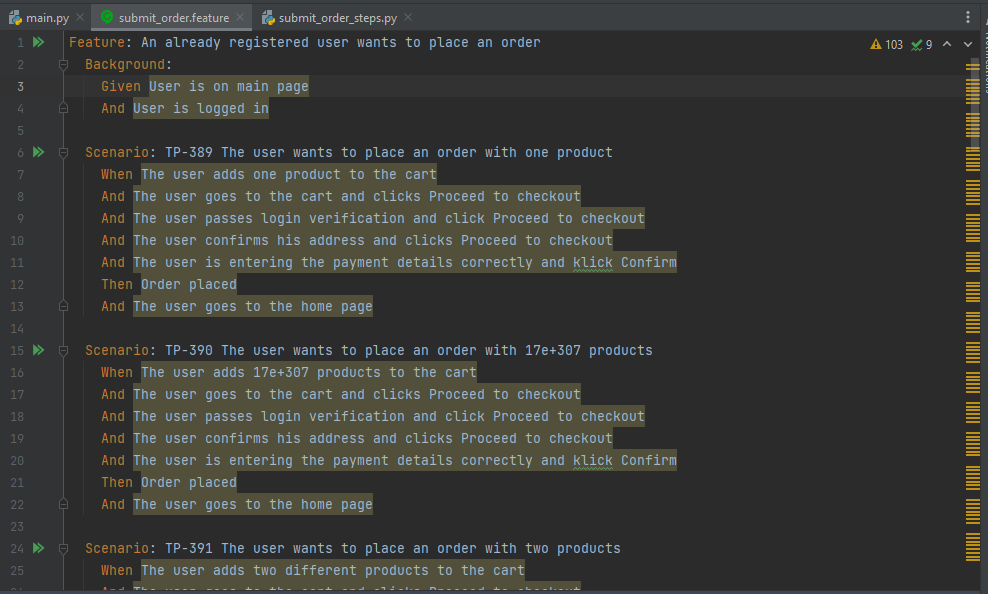 main.py submit_order.feature submit_order_steps.py
1 Feature: An already registered user wants to place an order 103 9
2 Background:
3 Given User is on main page
4 And User is logged in
5
6 Scenario: TP-389 The user wants to place an order with one product
7 When The user adds one product to the cart
8 And The user goes to the cart and clicks Proceed to checkout
9 And The user passes login verification and click Proceed to checkout
10 And The user confirms his address and clicks Proceed to checkout
11 And The user is entering the payment details correctly and klick Confirm
12 Then Order placed
13 And The user goes to the home page
14
15 Scenario: TP-390 The user wants to place an order with 17e+307 products
16 When The user adds 17e+307 products to the cart
17 And The user goes to the cart and clicks Proceed to checkout
18 And The user passes login verification and click Proceed to checkout
19 And The user confirms his address and clicks Proceed to checkout
20 And The user is entering the payment details correctly and klick Confirm
21 Then Order placed
22 And The user goes to the home page
23
24 Scenario: TP-391 The user wants to place an order with two products
25 When The user adds two different products to the cart
And The user goes to the cart and clicks Proceed to checkout